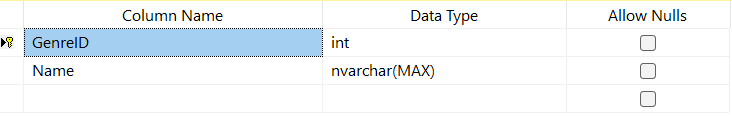 Column Name Data Type Allow Nulls
GenreID int
Name nvarchar(MAX)